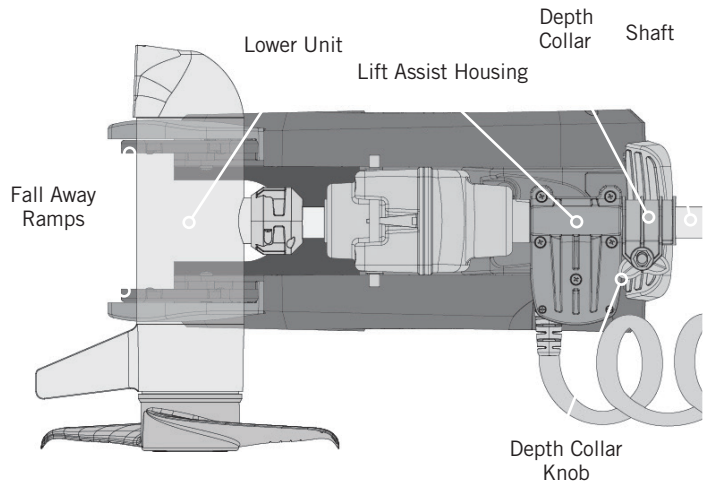 Lower Unit
Lift Assist Housing
Depth
Collar
Shaft
Fall Away
Ramps
Depth Collar
Knob